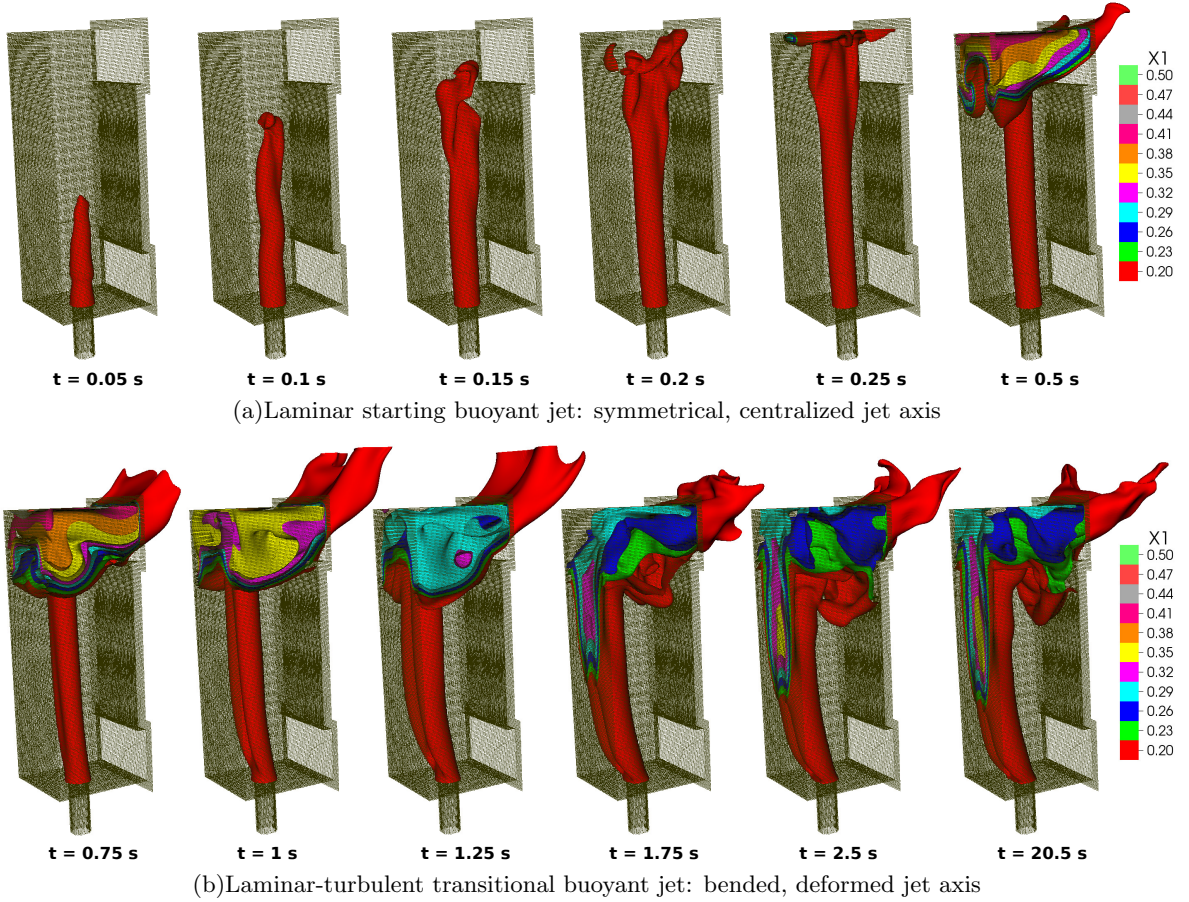 X1
0.50
0.47
0.44
0.41
0.38
0.35
0.32
0.29
0.26
0.23
0.20
t = 0.05 s
t = 0.1 s
t = 0.15 s
t = 0.2 s
t = 0.25 s
t = 0.5 s
(a)Laminar starting buoyant jet: symmetrical, centralized jet axis
X1
0.50
0.47
0.44
0.41
0.38
0.35
0.32
0.29
0.26
0.23
0.20
t = 0.75 s
t = 1 s
t = 1.25 s
t = 1.75 s
t = 2.5 s
t = 20.5 s
(b)Laminar-turbulent transitional buoyant jet: bended, deformed jet axis